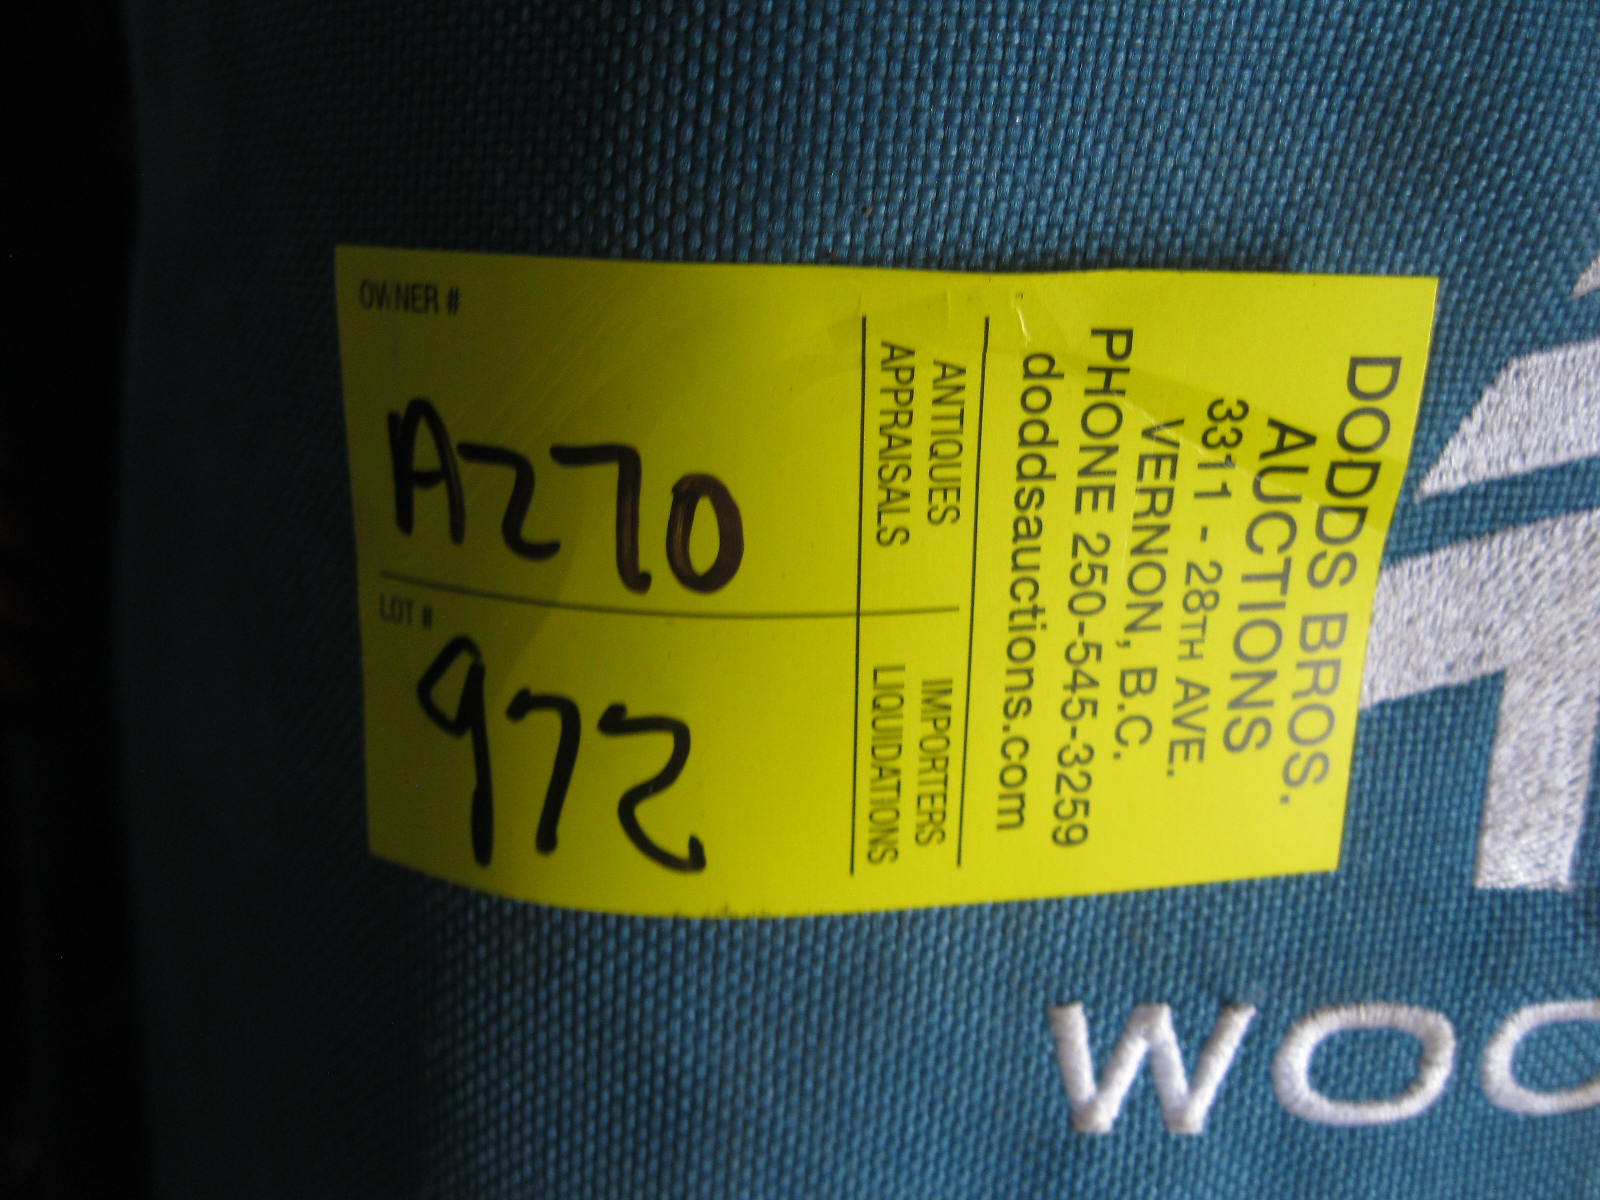 DODDS BROS.
AUCTIONS
3311 - 28TH AVE.
VERNON, B.C.
PHONE 250-545-3259
doddsauctions.com
ANTIQUES
APPRAISALS
IMPORTERS
LIQUIDATIONS
OWNER #
A270
LOT #
972
WOO